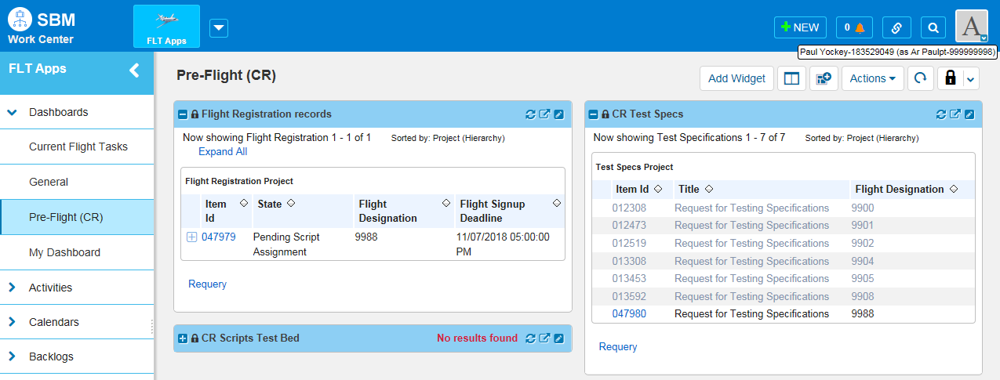 SBM
Work Center
FLT Apps
NEW
0
A
Paul Yockey-183529049 (as Ar Paulpt-999999998)
FLT Apps
Dashboards
Current Flight Tasks
General
Pre-Flight (CR)
My Dashboard
Activities
Calendars
Backlogs
Pre-Flight (CR)
Add Widget
Actions
Flight Registration records
Now showing Flight Registration 1 - 1 of 1 Sorted by: Project (Hierarchy)
Expand All
Flight Registration Project
Item Id State Flight Designation Flight Signup Deadline
047979 Pending Script Assignment 9988 11/07/2018 05:00:00 PM
Requery
CR Scripts Test Bed No results found
CR Test Specs
Now showing Test Specifications 1 - 7 of 7 Sorted by: Project (Hierarchy)
Test Specs Project
Item Id Title Flight Designation
012308 Request for Testing Specifications 9900
012473 Request for Testing Specifications 9901
012519 Request for Testing Specifications 9902
013308 Request for Testing Specifications 9904
013453 Request for Testing Specifications 9905
013592 Request for Testing Specifications 9908
047980 Request for Testing Specifications 9988
Requery